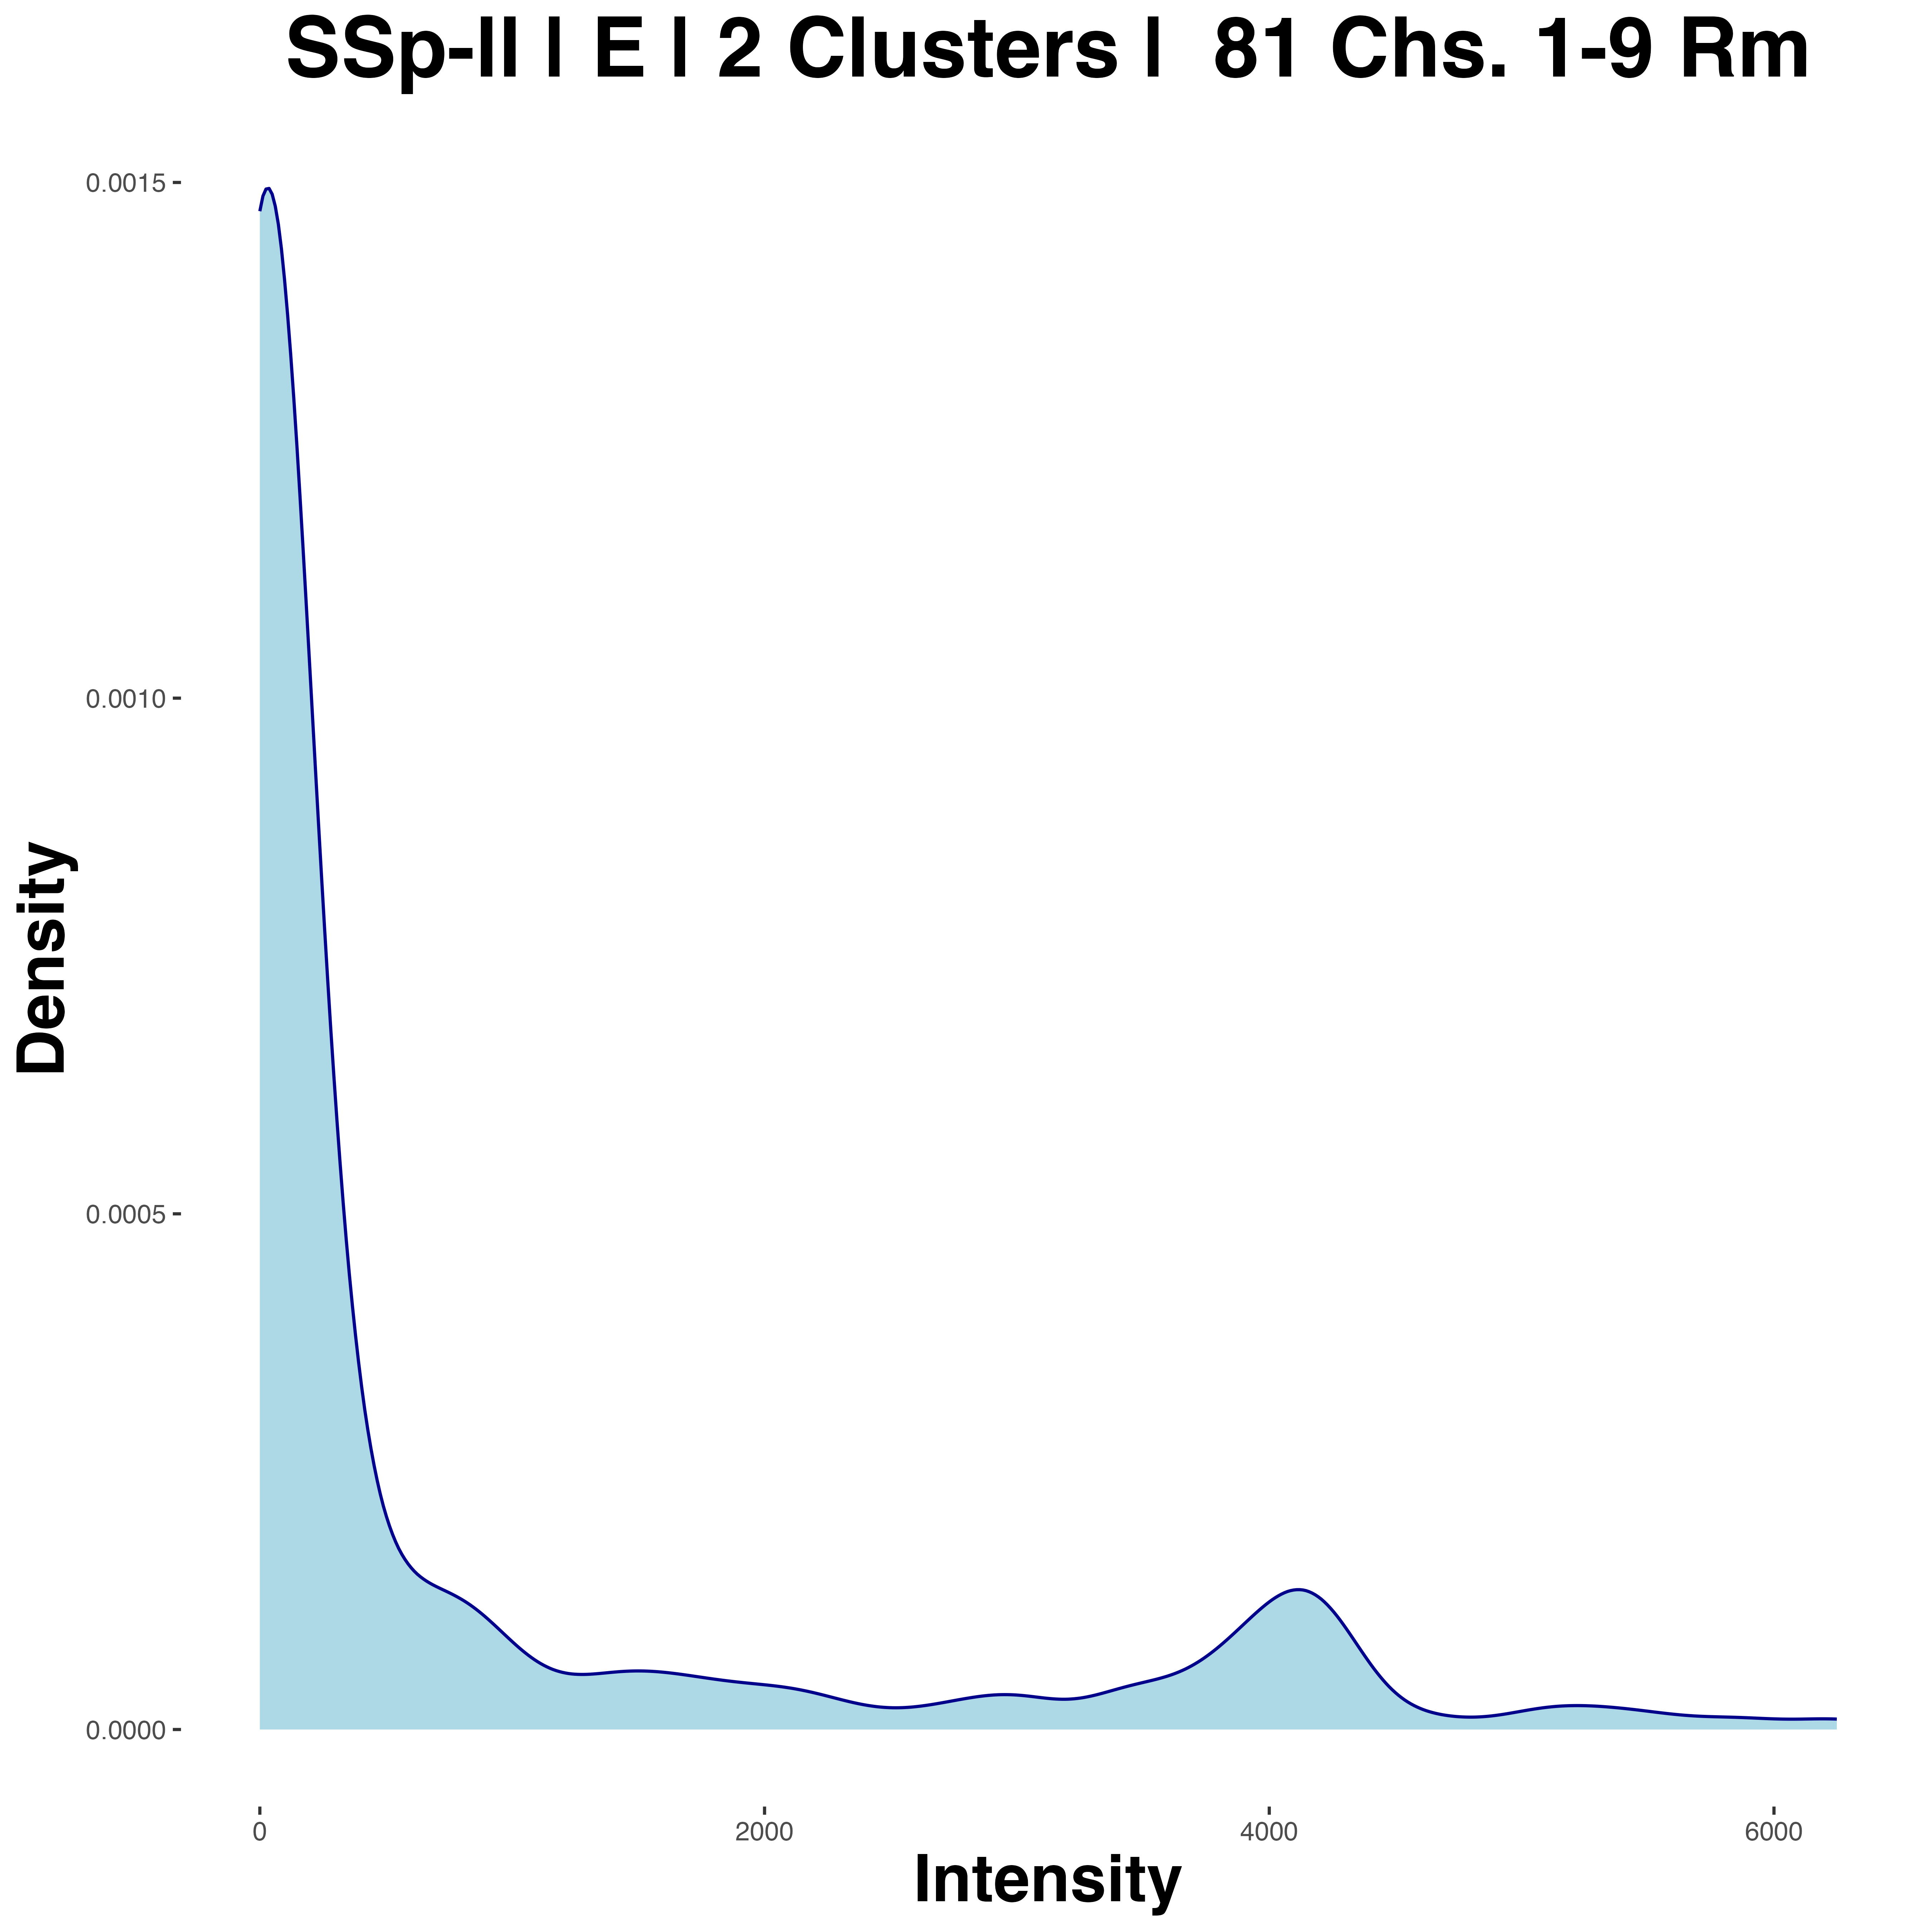 SSp-ll | E | 2 Clusters |  81 Chs. 1-9 Rm
0.0015
0.0010
0.0005
0.0000
Density
0
2000
4000
6000
Intensity